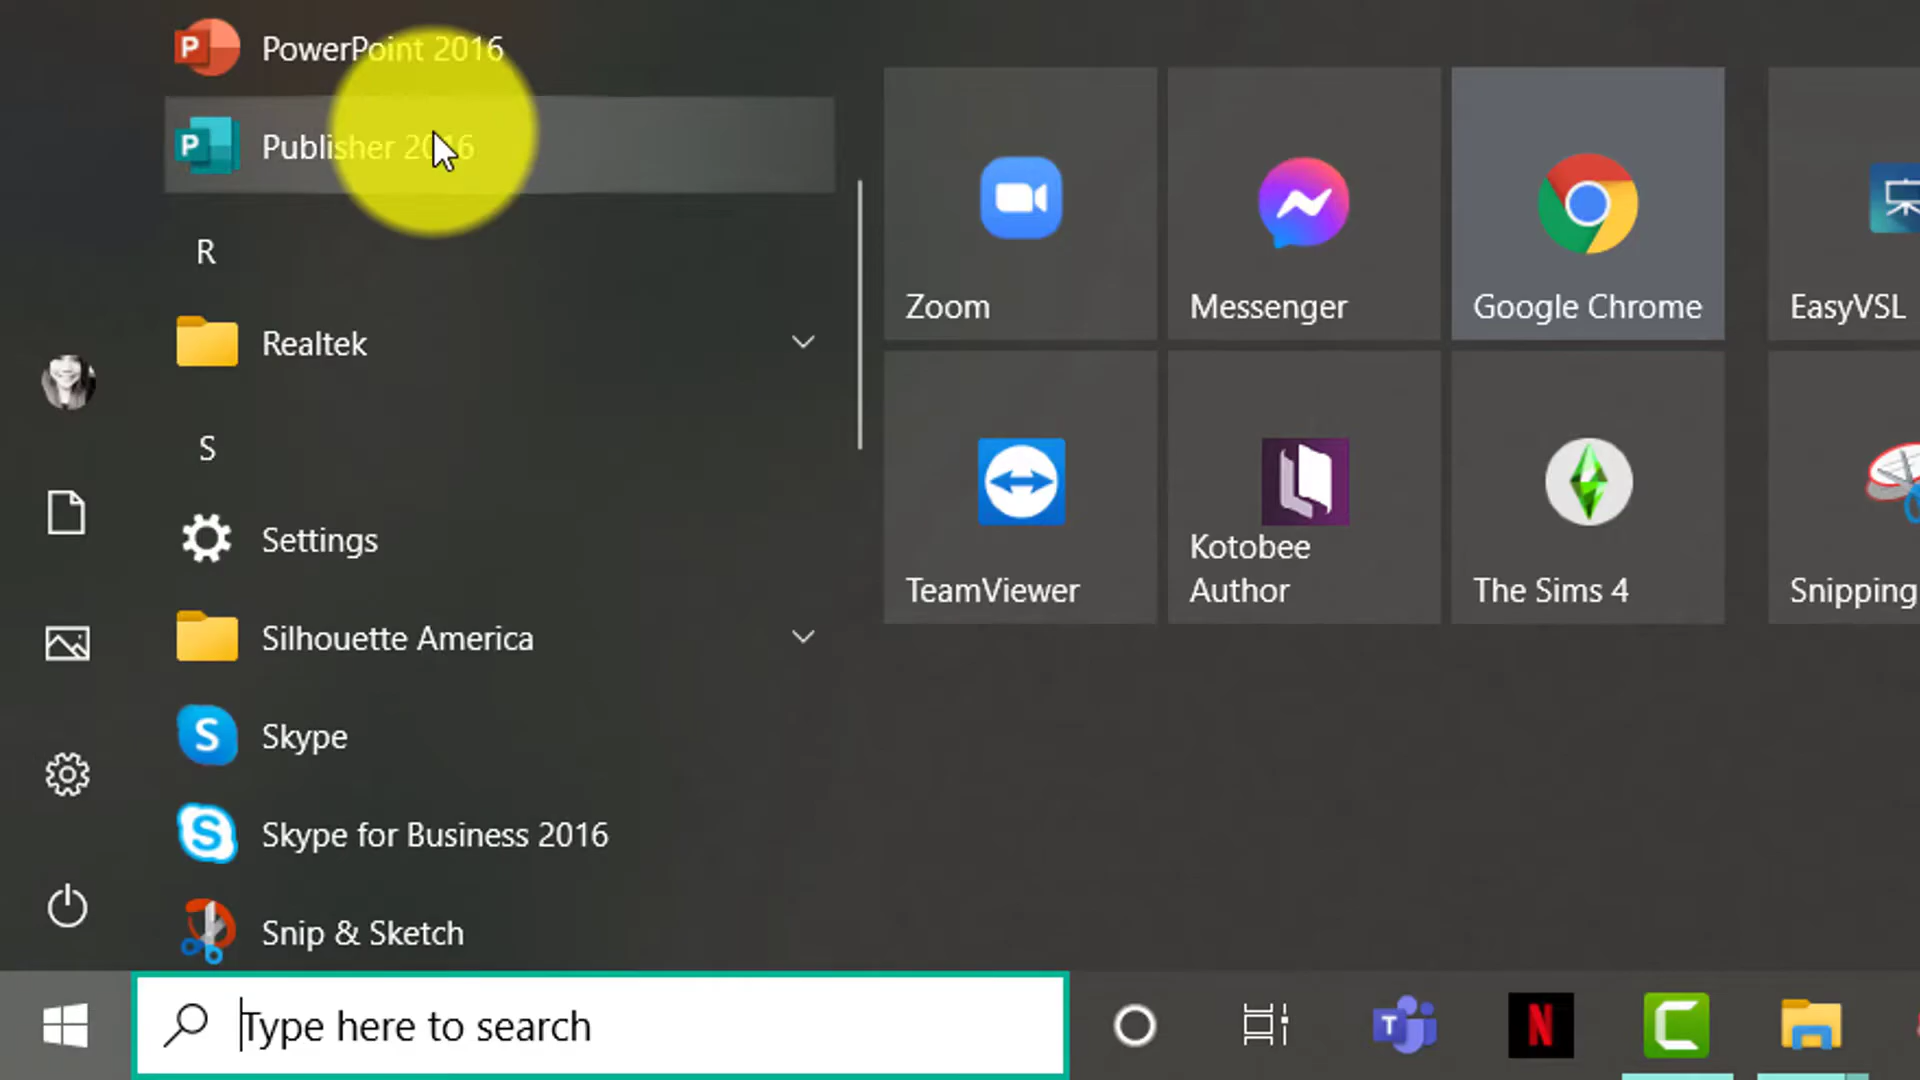 PowerPoint 2016
Publisher 2016
R
Realtek
S
Settings
Silhouette America
Skype
Skype for Business 2016
Snip & Sketch
Zoom
Messenger
Google Chrome
EasyVSL
TeamViewer
Kotobee
Author
The Sims 4
Snipping
Type here to search